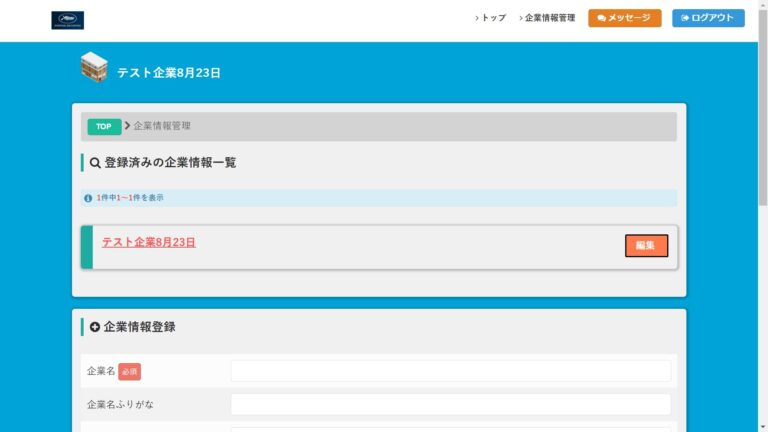 トップ 企業情報管理 メッセージ ログアウト
テスト企業8月23日
TOP 企業情報管理
登録済みの企業情報一覧
1件中1〜1件を表示
テスト企業8月23日 編集
企業情報登録
企業名 必須
企業名ふりがな